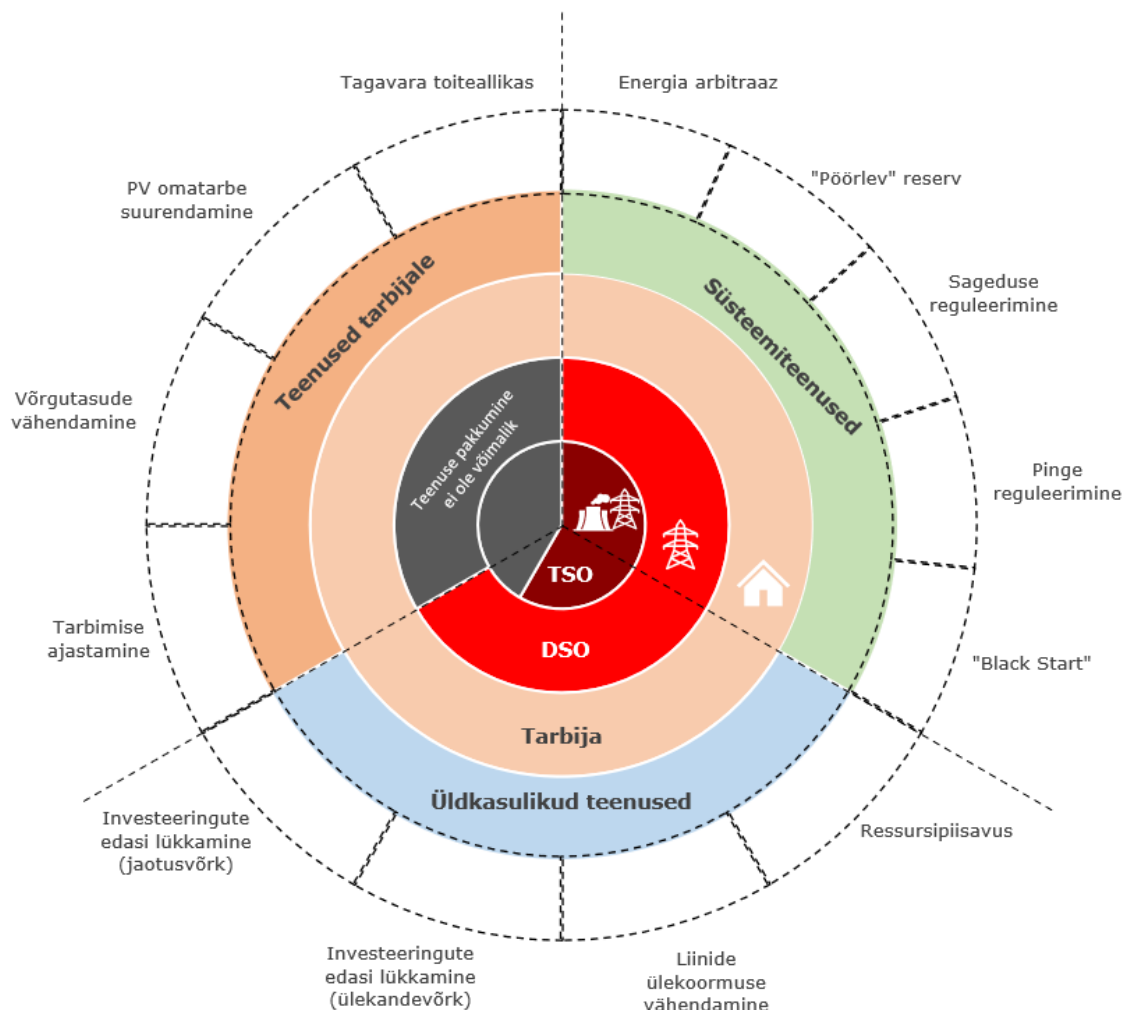 Tagavara toiteallikas
Energia arbitraaz
PV omatarbe
suurendamine
"Pöörlev" reserv
Sageduse
reguleerimine
Teenused tarbijale
Süsteemiteenused
Võrgutasude
vähendamine
Teenuse pakkumine
ei ole võimalik
Pinge
reguleerimine
TSO
Tarbimise
ajastamine
DSO
"Black Start"
Tarbija
Üldkasulikud teenused
Investeeringute
edasi lükkamine
(jaotusvõrk)
Ressursipiisavus
Investeeringute
edasi lükkamine
(ülekandevõrk)
Liinide
ülekoormuse
vähendamine